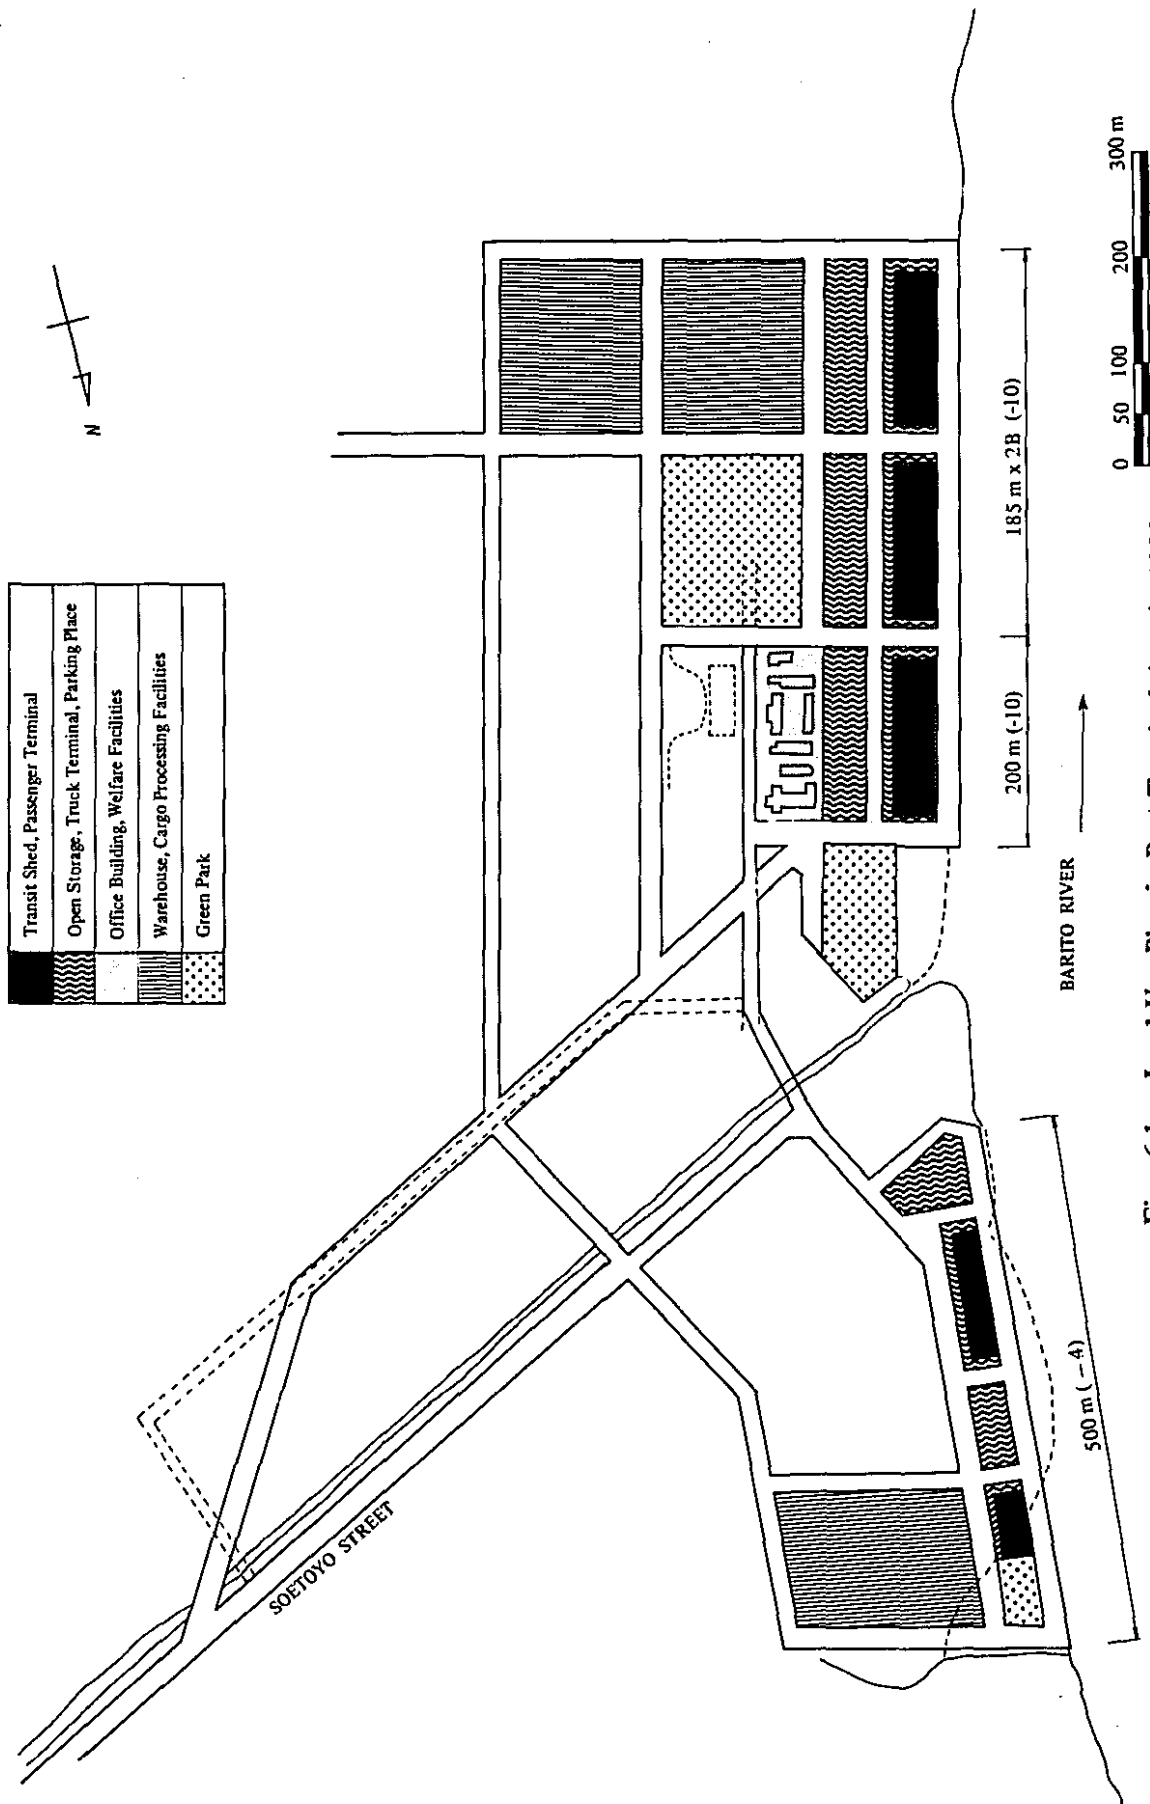 Transit Shed, Passenger Terminal
Open Storage, Truck Terminal, Parking Place
Office Building, Welfare Facilities
Warehouse, Cargo Processing Facilities
Green Park
N
SOETOYO STREET
BARITO RIVER
500 m ( – 4)
200 m (-10)
185 m x 2B (-10)
0 50 100 200 300 m